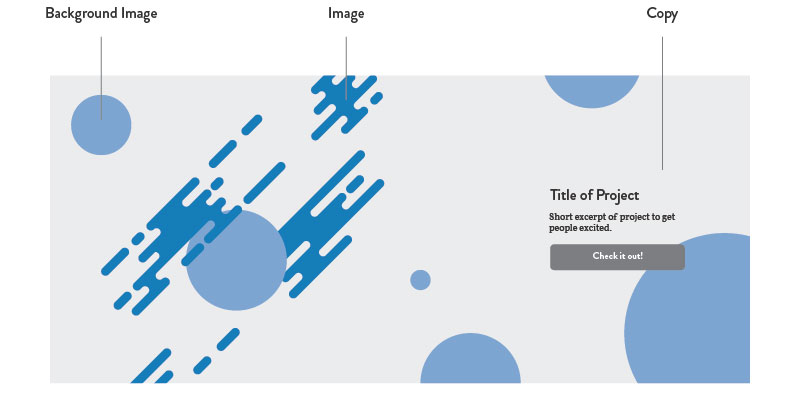 Background Image
Image
Copy
Title of Project
Short excerpt of project to get
people excited.
Check it out!